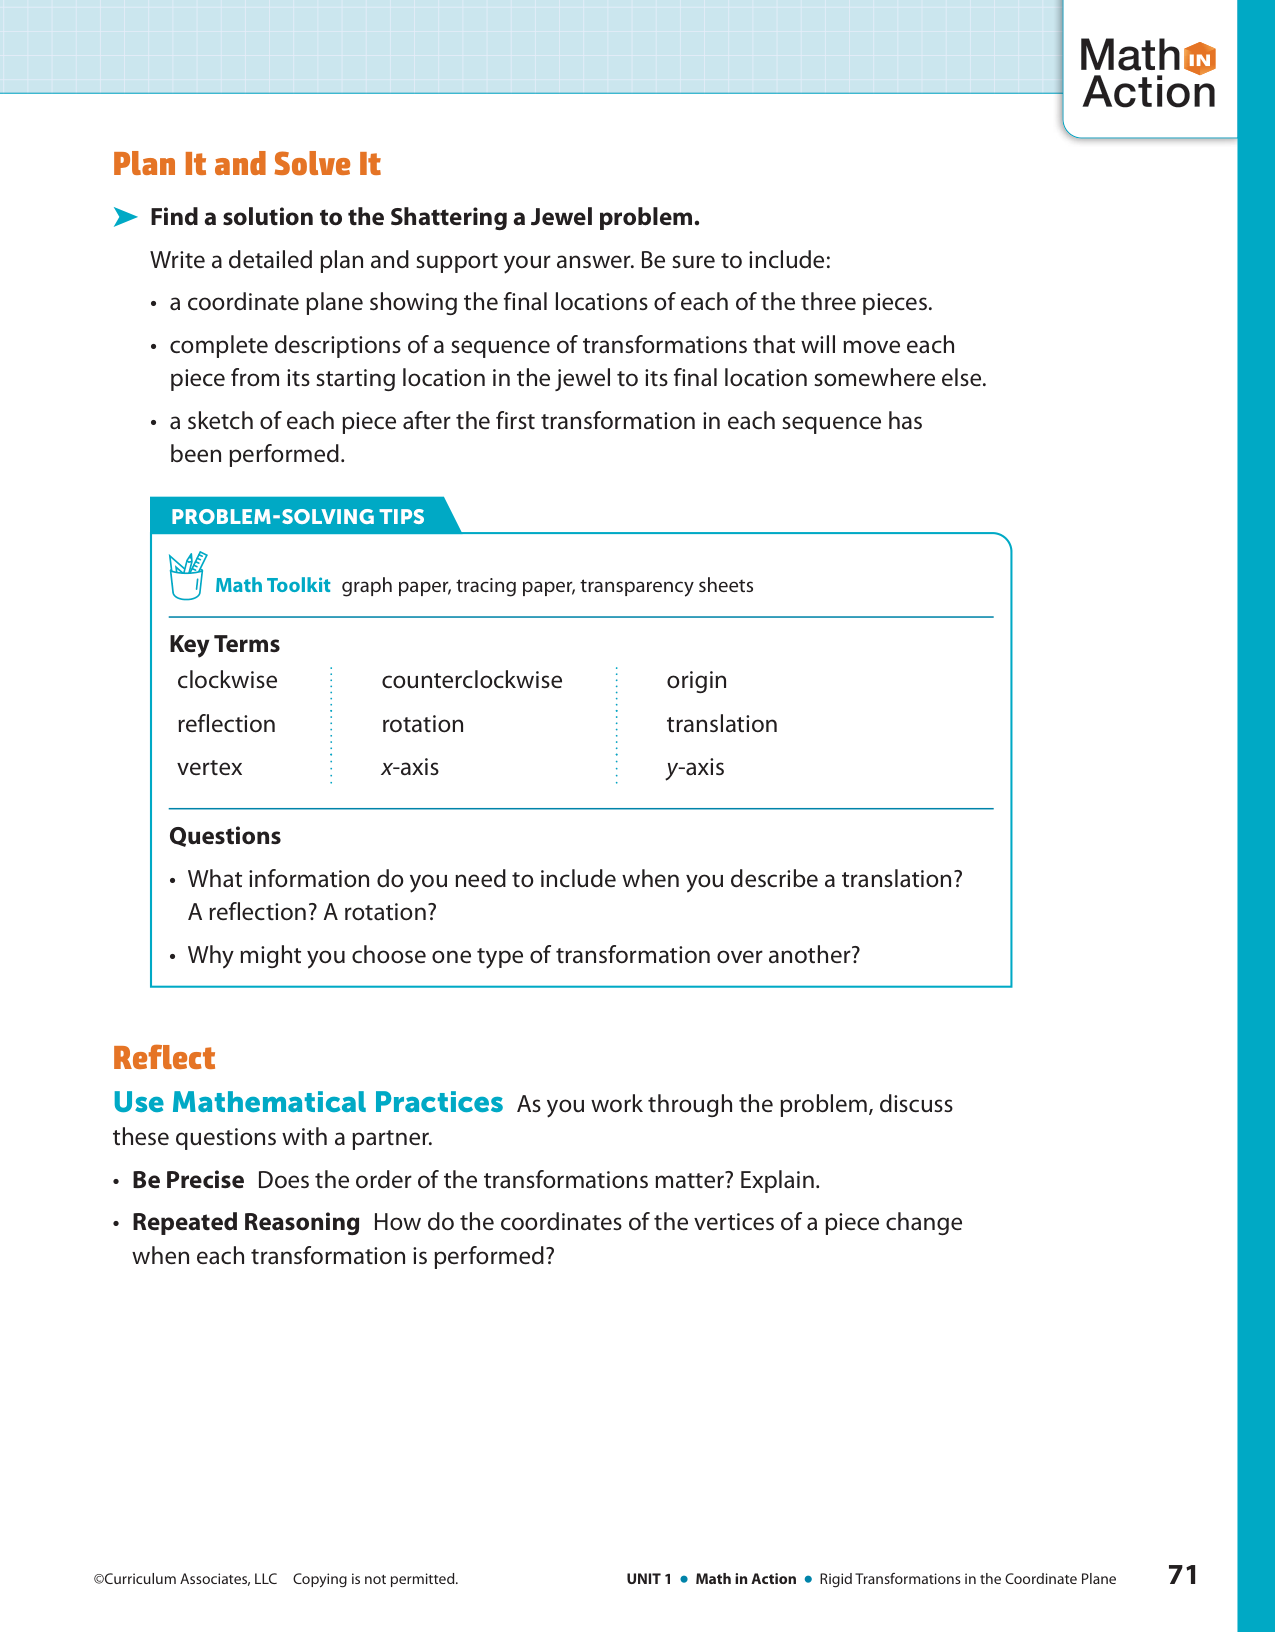 Math IN
Action
Plan It and Solve It
Find a solution to the Shattering a Jewel problem.
Write a detailed plan and support your answer. Be sure to include:
• a coordinate plane showing the final locations of each of the three pieces.
• complete descriptions of a sequence of transformations that will move each
piece from its starting location in the jewel to its final location somewhere else.
• a sketch of each piece after the first transformation in each sequence has
been performed.
PROBLEM-SOLVING TIPS
Math Toolkit graph paper, tracing paper, transparency sheets
Key Terms
clockwise counterclockwise origin
reflection rotation translation
vertex x-axis y-axis
Questions
• What information do you need to include when you describe a translation?
A reflection? A rotation?
• Why might you choose one type of transformation over another?
Reflect
Use Mathematical Practices As you work through the problem, discuss
these questions with a partner.
• Be Precise Does the order of the transformations matter? Explain.
• Repeated Reasoning How do the coordinates of the vertices of a piece change
when each transformation is performed?
©Curriculum Associates, LLC Copying is not permitted. UNIT 1 • Math in Action • Rigid Transformations in the Coordinate Plane 71